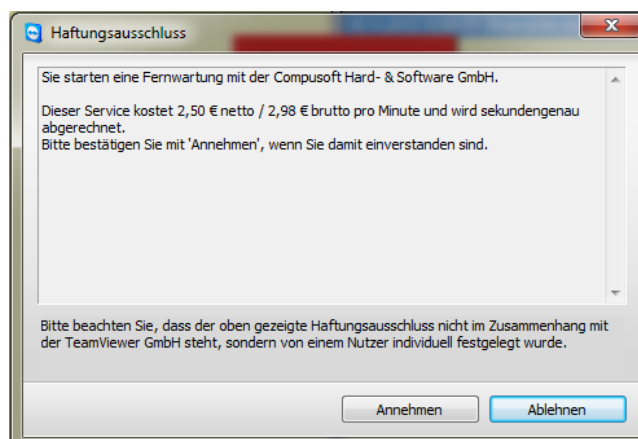 Haftungsausschluss
Sie starten eine Fernwartung mit der Compusoft Hard- & Software GmbH.
Dieser Service kostet 2,50 € netto / 2,98 € brutto pro Minute und wird sekundengenau
abgerechnet.
Bitte bestätigen Sie mit 'Annehmen', wenn Sie damit einverstanden sind.
Bitte beachten Sie, dass der oben gezeigte Haftungsausschluss nicht im Zusammenhang mit
der TeamViewer GmbH steht, sondern von einem Nutzer individuell festgelegt wurde.
Annehmen
Ablehnen